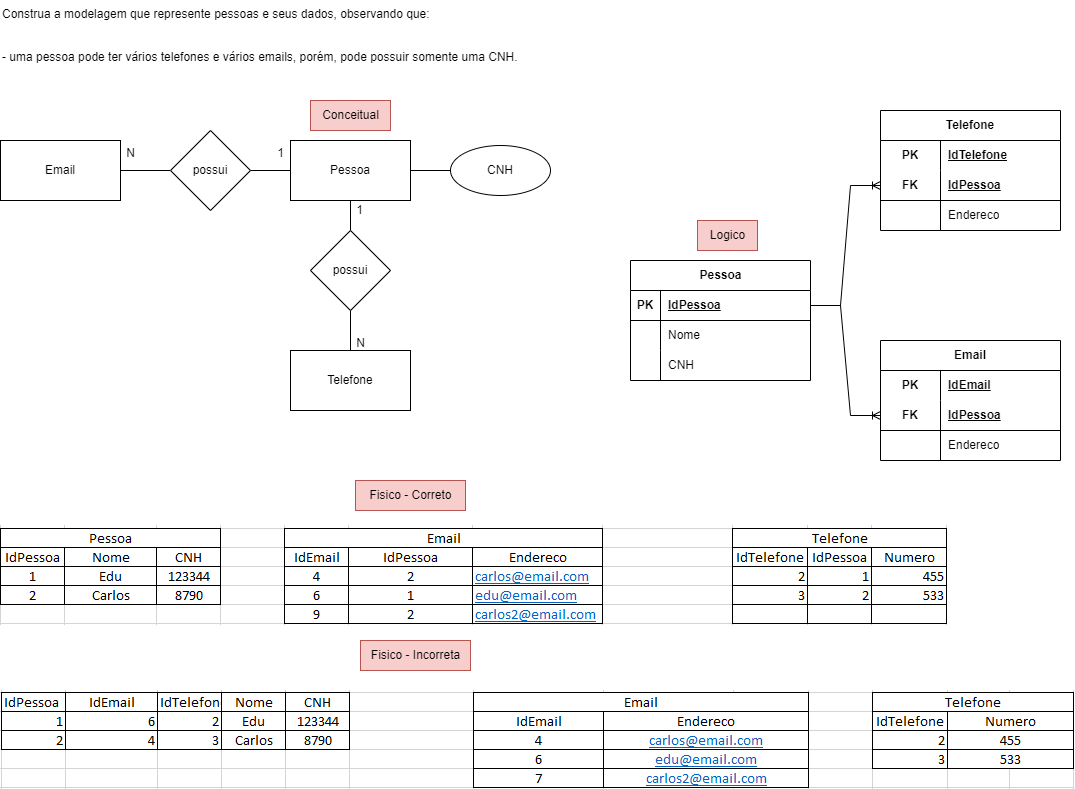 Construa a modelagem que represente pessoas e seus dados, observando que:
- uma pessoa pode ter vários telefones e vários emails, porém, pode possuir somente uma CNH.
Conceitual
Email
N
possui
1
Pessoa
CNH
1
possui
N
Telefone
Logico
Pessoa
PK IdPessoa
Nome
CNH
Telefone
PK IdTelefone
FK IdPessoa
Endereco
Email
PK IdEmail
FK IdPessoa
Endereco
Fisico - Correto
Pessoa
IdPessoa Nome CNH
1 Edu 123344
2 Carlos 8790
Email
IdEmail IdPessoa Endereco
4 2 carlos@email.com
6 1 edu@email.com
9 2 carlos2@email.com
Telefone
IdTelefone IdPessoa Numero
2 1 455
3 2 533
Fisico - Incorreta
IdPessoa IdEmail IdTelefon Nome CNH
1 6 2 Edu 123344
2 4 3 Carlos 8790
Email
IdEmail Endereco
4 carlos@email.com
6 edu@email.com
7 carlos2@email.com
Telefone
IdTelefone Numero
2 455
3 533